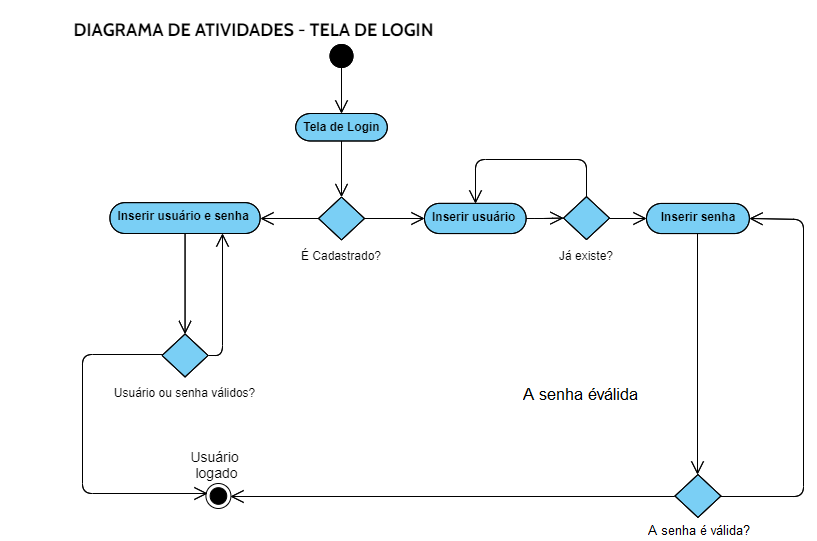 DIAGRAMA DE ATIVIDADES - TELA DE LOGIN
Tela de Login
Inserir usuário e senha
Inserir usuário
Inserir senha
É Cadastrado?
Já existe?
Usuário ou senha válidos?
A senha éválida
Usuário
logado
A senha é válida?